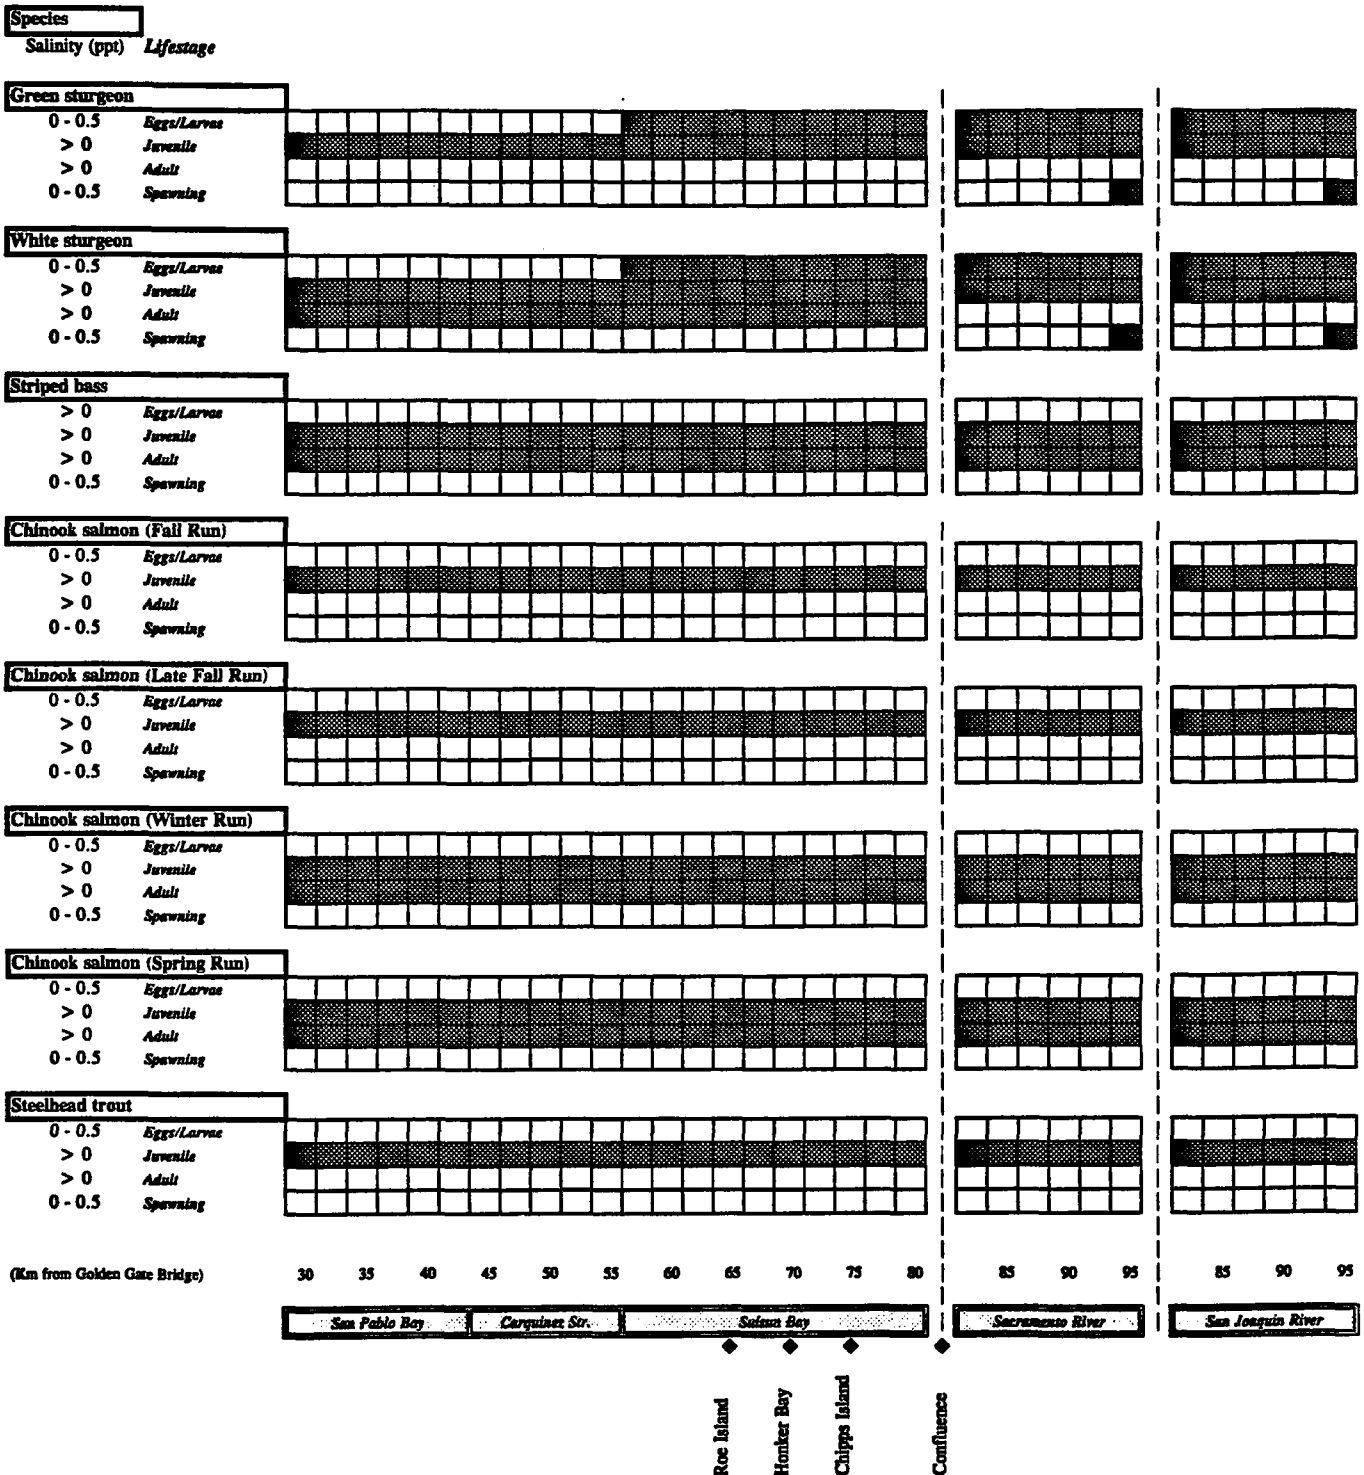 Species
Salinity (ppt) Lifestage
Green sturgeon
0 - 0.5 Eggs/Larvae
> 0 Juvenile
> 0 Adult
0 - 0.5 Spawning
White sturgeon
0 - 0.5 Eggs/Larvae
> 0 Juvenile
> 0 Adult
0 - 0.5 Spawning
Striped bass
> 0 Eggs/Larvae
> 0 Juvenile
> 0 Adult
0 - 0.5 Spawning
Chinook salmon (Fall Run)
0 - 0.5 Eggs/Larvae
> 0 Juvenile
> 0 Adult
0 - 0.5 Spawning
Chinook salmon (Late Fall Run)
0 - 0.5 Eggs/Larvae
> 0 Juvenile
> 0 Adult
0 - 0.5 Spawning
Chinook salmon (Winter Run)
0 - 0.5 Eggs/Larvae
> 0 Juvenile
> 0 Adult
0 - 0.5 Spawning
Chinook salmon (Spring Run)
0 - 0.5 Eggs/Larvae
> 0 Juvenile
> 0 Adult
0 - 0.5 Spawning
Steelhead trout
0 - 0.5 Eggs/Larvae
> 0 Juvenile
> 0 Adult
0 - 0.5 Spawning
(Km from Golden Gate Bridge) 30 35 40 45 50 55 60 65 70 75 80 85 90 95 85 90 95
San Pablo Bay Carquinez Str. Suisun Bay Sacramento River San Joaquin River
Roe Island
Honker Bay
Chipps Island
Confluence